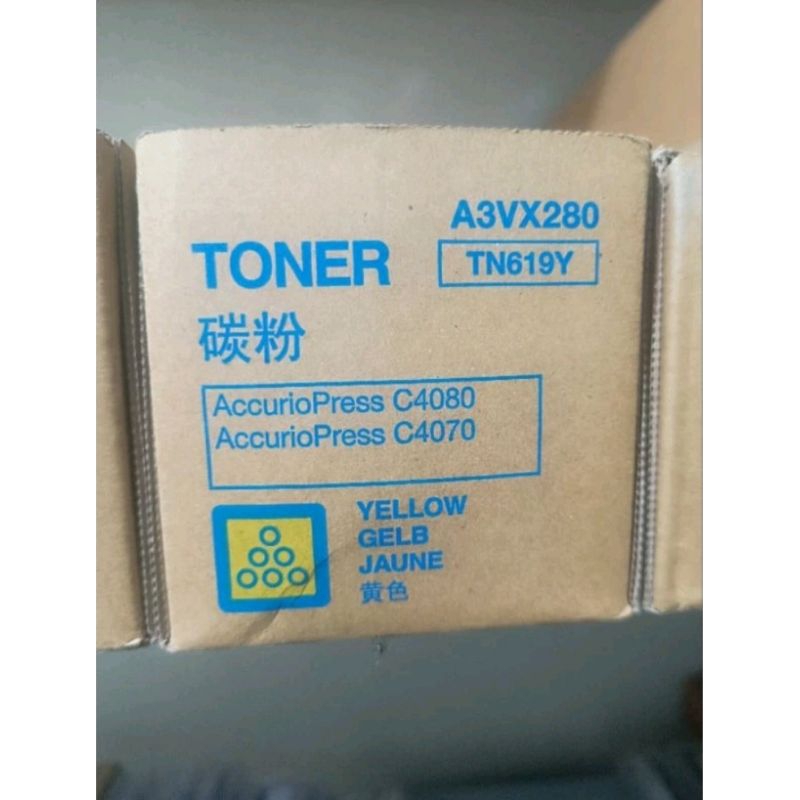 A3VX280
TONER
TN619Y
碳粉
AccurioPress C4080
AccurioPress C4070
YELLOW
GELB
JAUNE
黄色